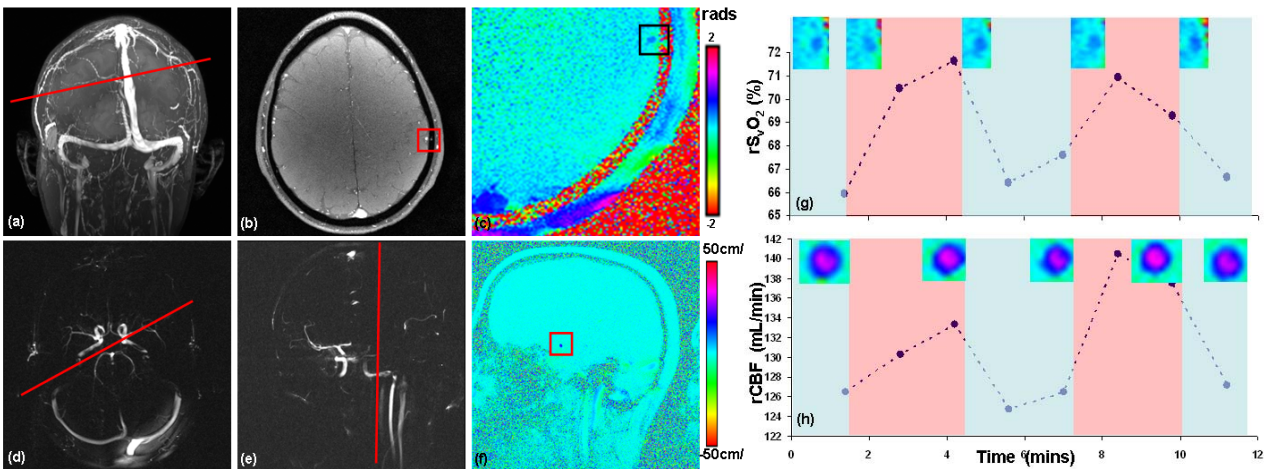 (a)
(b)
(c)
rads
2
-2
(d)
(e)
(f)
50cm/
-50cm/
rSvO2 (%)
72
71
70
69
68
67
66
65
(g)
rCBF (mL/min)
142
140
138
136
134
132
130
128
126
124
122
(h)
0 2 4 6 8 10 12
Time (mins)